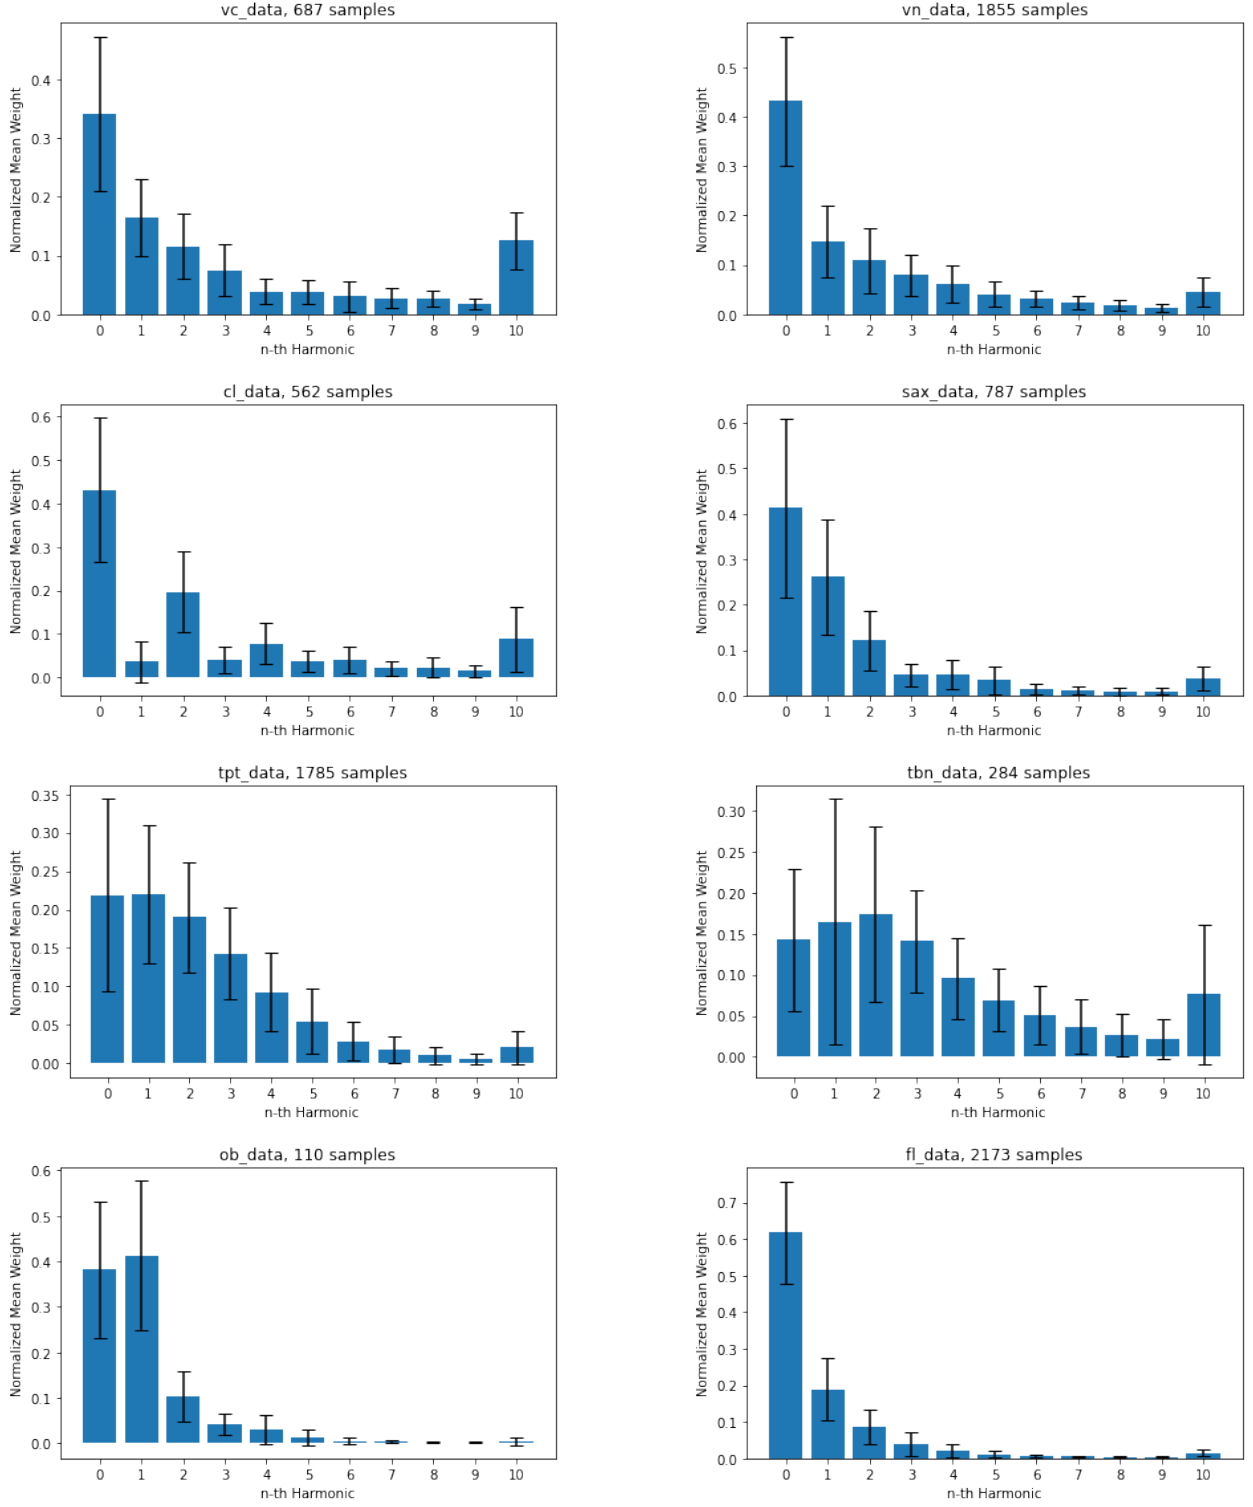 vc_data, 687 samples
Normalized Mean Weight
0.4
0.3
0.2
0.1
0.0
0 1 2 3 4 5 6 7 8 9 10
n-th Harmonic
vn_data, 1855 samples
Normalized Mean Weight
0.5
0.4
0.3
0.2
0.1
0.0
0 1 2 3 4 5 6 7 8 9 10
n-th Harmonic
cl_data, 562 samples
Normalized Mean Weight
0.6
0.5
0.4
0.3
0.2
0.1
0.0
0 1 2 3 4 5 6 7 8 9 10
n-th Harmonic
sax_data, 787 samples
Normalized Mean Weight
0.6
0.5
0.4
0.3
0.2
0.1
0.0
0 1 2 3 4 5 6 7 8 9 10
n-th Harmonic
tpt_data, 1785 samples
Normalized Mean Weight
0.35
0.30
0.25
0.20
0.15
0.10
0.05
0.00
0 1 2 3 4 5 6 7 8 9 10
n-th Harmonic
tbn_data, 284 samples
Normalized Mean Weight
0.30
0.25
0.20
0.15
0.10
0.05
0.00
0 1 2 3 4 5 6 7 8 9 10
n-th Harmonic
ob_data, 110 samples
Normalized Mean Weight
0.6
0.5
0.4
0.3
0.2
0.1
0.0
0 1 2 3 4 5 6 7 8 9 10
n-th Harmonic
fl_data, 2173 samples
Normalized Mean Weight
0.7
0.6
0.5
0.4
0.3
0.2
0.1
0.0
0 1 2 3 4 5 6 7 8 9 10
n-th Harmonic